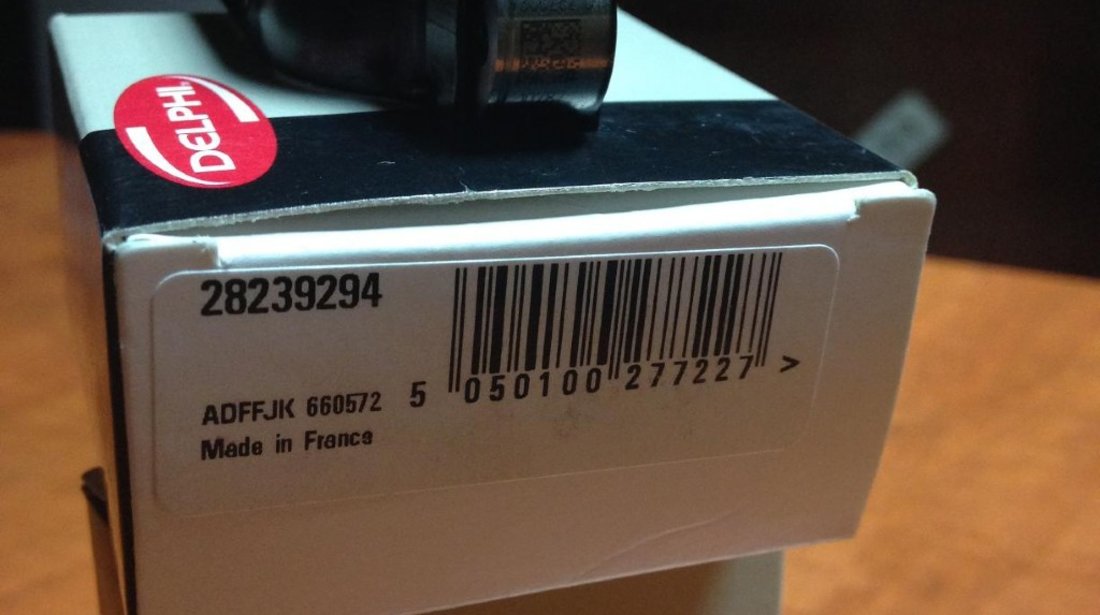 DELPHI
28239294
5 050100 277227 >
ADFFJK 660572
Made in France